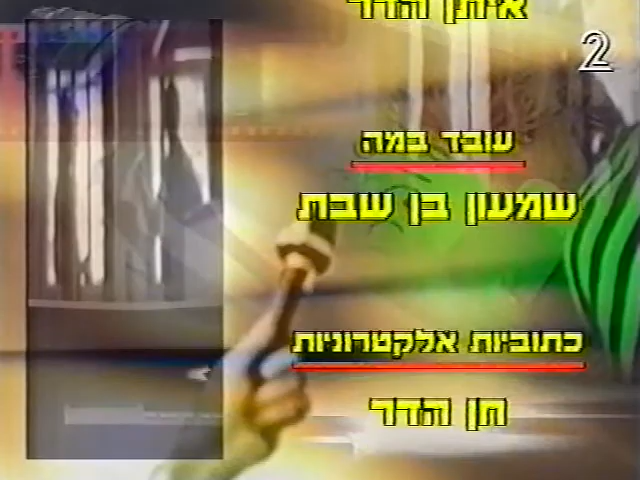 איתן הדר
2
עובד במה
שמעון בן שבת
כתוביות אלקטרוניות
חן הדר